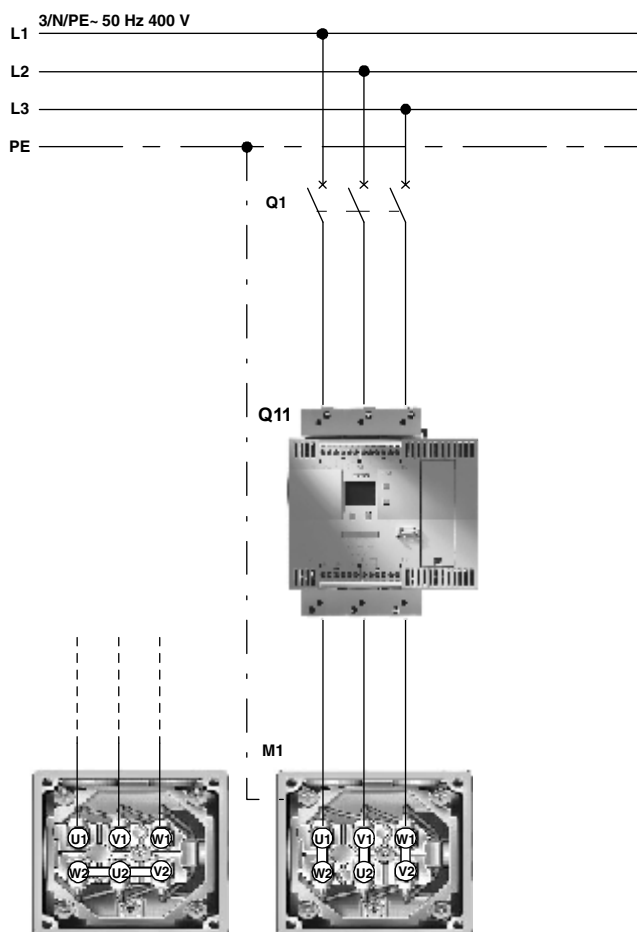 3/N/PE~ 50 Hz 400 V
L1
L2
L3
PE
Q1
Q11
M1
U1 V1 W1
W2 U2 V2
U1 V1 W1
W2 U2 V2